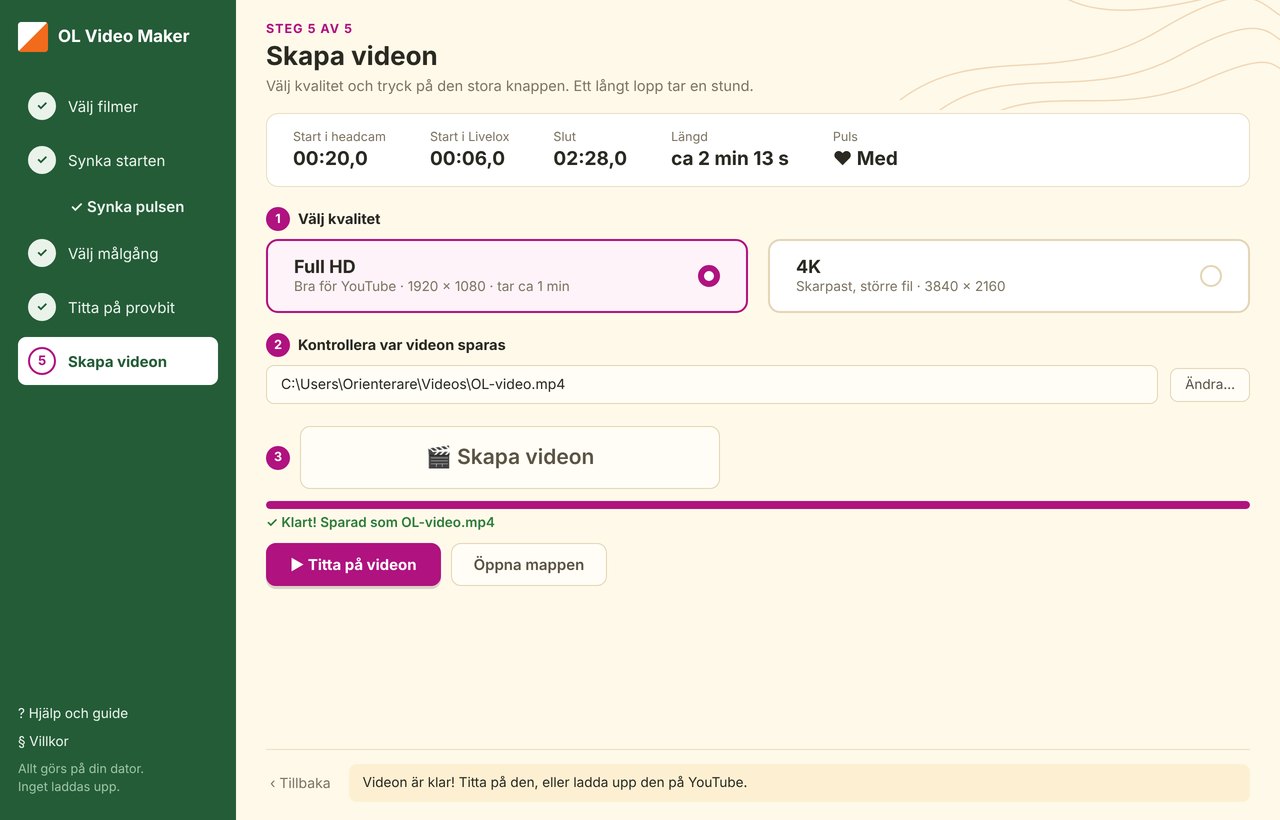 OL Video Maker
✓ Välj filmer
✓ Synka starten
✓ Synka pulsen
✓ Välj målgång
✓ Titta på provbit
5 Skapa videon
? Hjälp och guide
§ Villkor
Allt görs på din dator.
Inget laddas upp.
STEG 5 AV 5
Skapa videon
Välj kvalitet och tryck på den stora knappen. Ett långt lopp tar en stund.
Start i headcam
00:20,0
Start i Livelox
00:06,0
Slut
02:28,0
Längd
ca 2 min 13 s
Puls
♥ Med
1 Välj kvalitet
Full HD
Bra för YouTube · 1920 × 1080 · tar ca 1 min
4K
Skarpast, större fil · 3840 × 2160
2 Kontrollera var videon sparas
C:\Users\Orienterare\Videos\OL-video.mp4
Ändra...
3 🎬 Skapa videon
✓ Klart! Sparad som OL-video.mp4
▶ Titta på videon
Öppna mappen
‹ Tillbaka
Videon är klar! Titta på den, eller ladda upp den på YouTube.